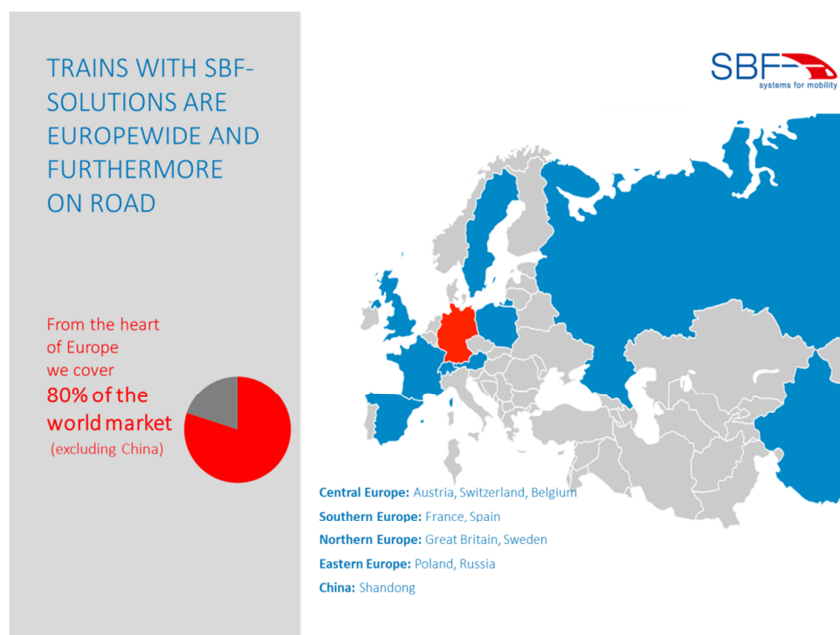 TRAINS WITH SBF-
SOLUTIONS ARE
EUROPEWIDE AND
FURTHERMORE
ON ROAD
From the heart
of Europe
we cover
80% of the
world market
(excluding China)
SBF
systems for mobility
Central Europe: Austria, Switzerland, Belgium
Southern Europe: France, Spain
Northern Europe: Great Britain, Sweden
Eastern Europe: Poland, Russia
China: Shandong